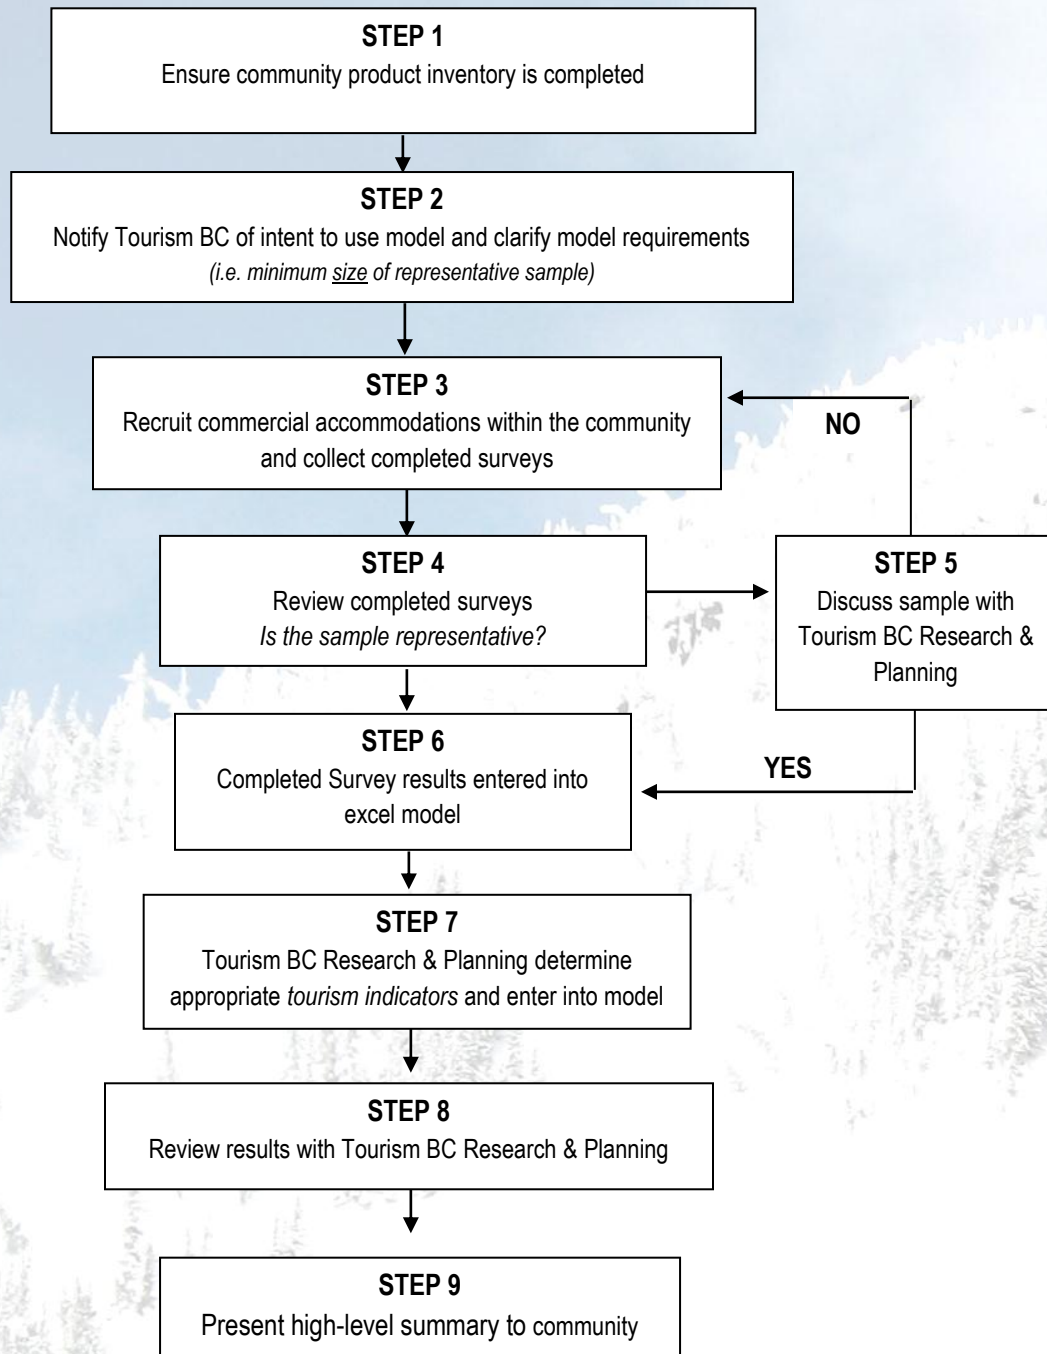 STEP 1
Ensure community product inventory is completed
STEP 2
Notify Tourism BC of intent to use model and clarify model requirements
(i.e. minimum size of representative sample)
STEP 3
Recruit commercial accommodations within the community
and collect completed surveys
NO
STEP 4
Review completed surveys
Is the sample representative?
STEP 5
Discuss sample with
Tourism BC Research &
Planning
STEP 6
Completed Survey results entered into
excel model
YES
STEP 7
Tourism BC Research & Planning determine
appropriate tourism indicators and enter into model
STEP 8
Review results with Tourism BC Research & Planning
STEP 9
Present high-level summary to community